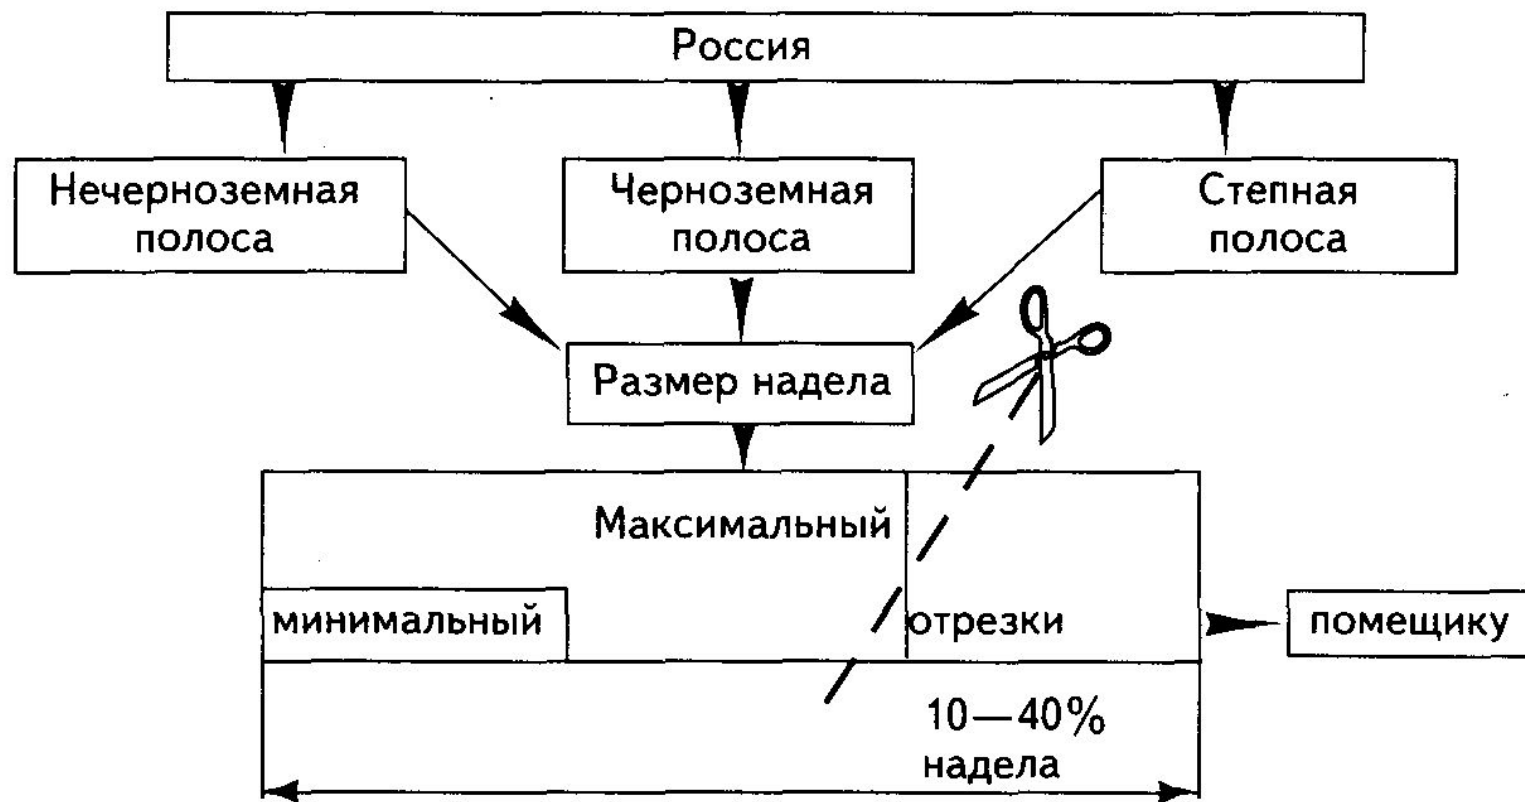 Россия
Нечерноземная
полоса
Черноземная
полоса
Степная
полоса
Размер надела
Максимальный
минимальный
отрезки
помещику
10—40%
надела